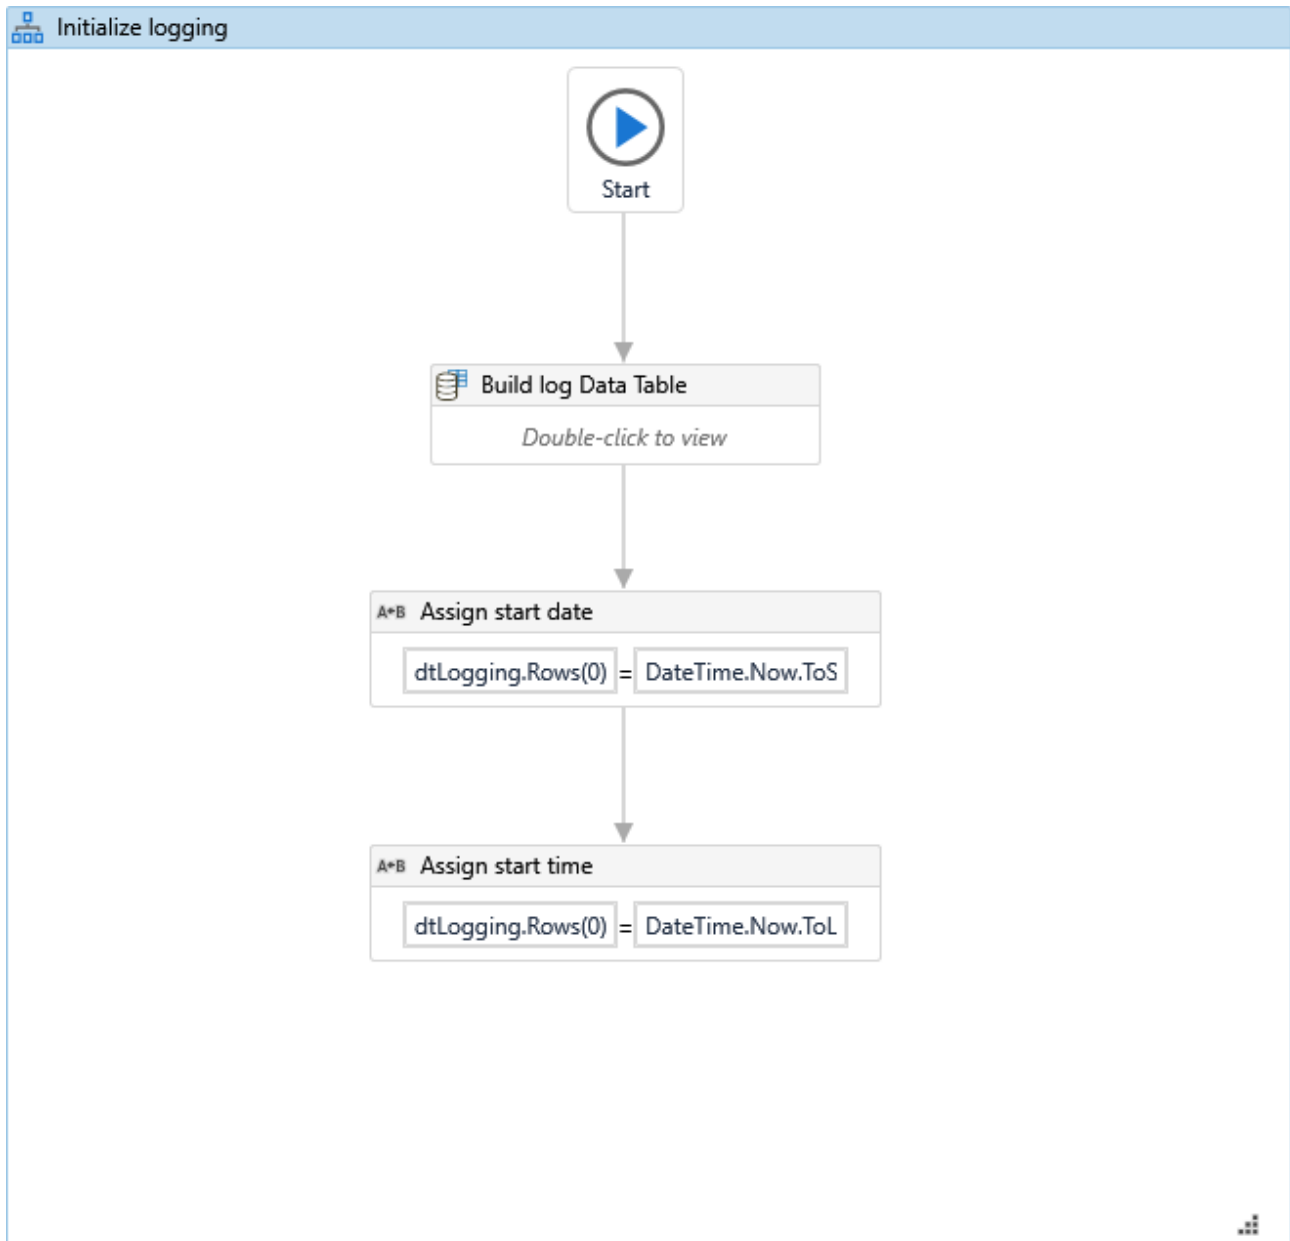 Initialize logging
Start
Build log Data Table
Double-click to view
A+B Assign start date
dtLogging.Rows(0) = DateTime.Now.ToS
A+B Assign start time
dtLogging.Rows(0) = DateTime.Now.ToL